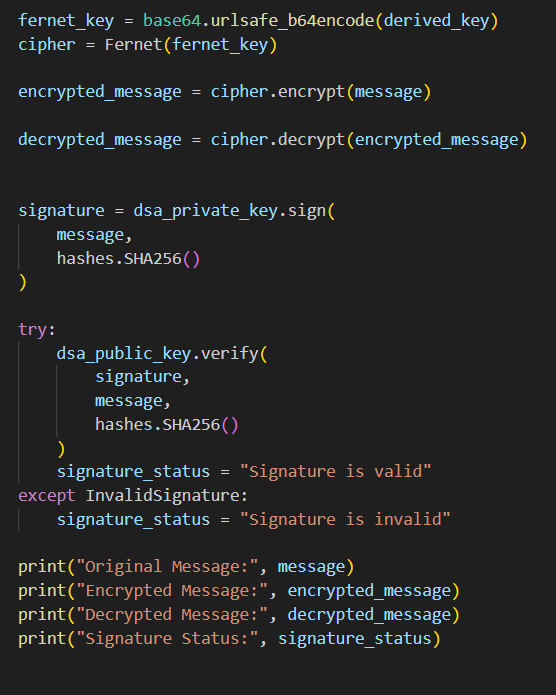 fernet_key = base64.urlsafe_b64encode(derived_key)
cipher = Fernet(fernet_key)
encrypted_message = cipher.encrypt(message)
decrypted_message = cipher.decrypt(encrypted_message)
signature = dsa_private_key.sign(
    message,
    hashes.SHA256()
)
try:
    dsa_public_key.verify(
        signature,
        message,
        hashes.SHA256()
    )
    signature_status = "Signature is valid"
except InvalidSignature:
    signature_status = "Signature is invalid"
print("Original Message:", message)
print("Encrypted Message:", encrypted_message)
print("Decrypted Message:", decrypted_message)
print("Signature Status:", signature_status)